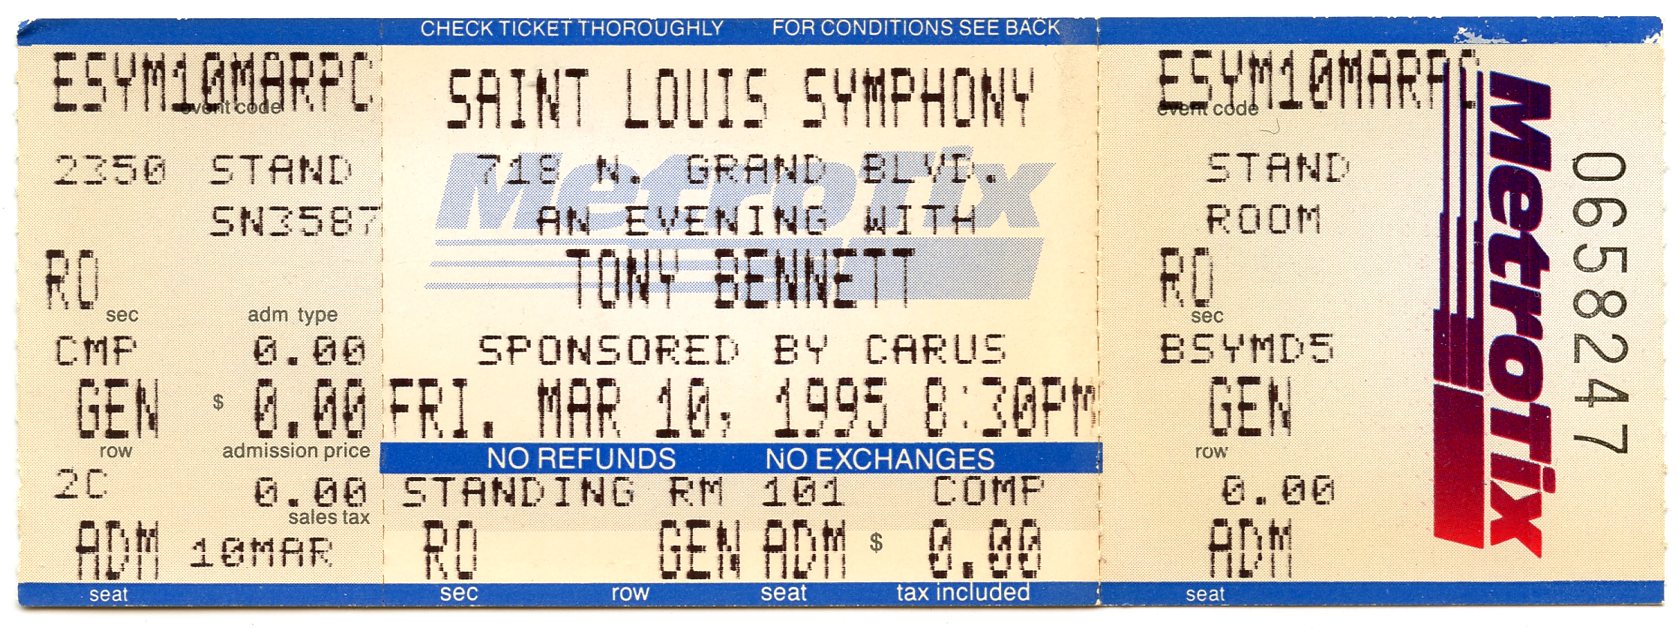 CHECK TICKET THOROUGHLY FOR CONDITIONS SEE BACK
ESYM10MARPC
event code
2350 STAND
SN3587
RO
sec adm type
CMP 0.00
GEN $ 0.00
row admission price
2C 0.00
sales tax
ADM 10MAR
seat
SAINT LOUIS SYMPHONY
718 N. GRAND BLVD.
MetroTix
AN EVENING WITH
TONY BENNETT
SPONSORED BY CARUS
FRI. MAR 10, 1995 8:30PM
NO REFUNDS NO EXCHANGES
STANDING RM 101 COMP
RO GEN ADM $ 0.00
sec row seat tax included
ESYM10MARPC
event code
STAND
ROOM
RO
sec
BSYMD5
GEN
row
0.00
ADM
seat
MetroTix
0658247